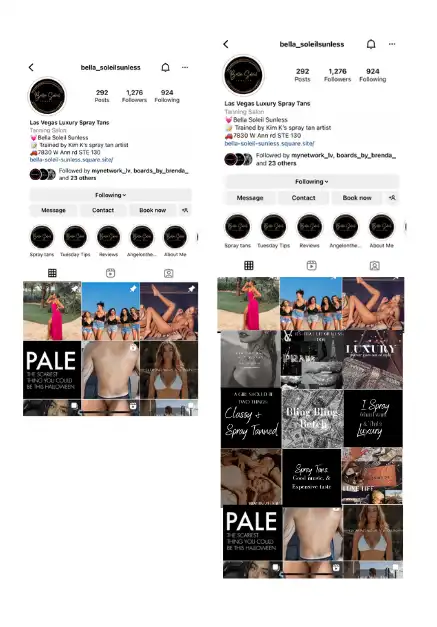 bella_soleilsunless
292
1,276
924
Posts
Followers
Following
Las Vegas Luxury Spray Tans
Tanning Salon
Bella Soleil Sunless
Trained by Kim K's spray tan artist
7830 W Ann rd STE 130
bella-soleil-sunless.square.site/
Followed by mynetwork_lv, boards_by_brenda_
and 23 others
Following
Message
Contact
Book now
Spray tans
Tuesday Tips
Reviews
Angelonthe...
About Me
PALE
THE SCARIEST
THING YOU COULD
BE THIS HALLOWEEN
bella_soleilsunless
292
1,276
924
Posts
Followers
Following
Las Vegas Luxury Spray Tans
Tanning Salon
Bella Soleil Sunless
Trained by Kim K's spray tan artist
7830 W Ann rd STE 130
bella-soleil-sunless.square.site/
Followed by mynetwork_lv, boards_by_brenda_
and 23 others
Following
Message
Contact
Book now
Spray tans
Tuesday Tips
Reviews
Angelonthe...
About Me
LUXURY
A GIRL SHOULD BE
TWO THINGS
Classy +
Spray Tanned
Bling Bling
Betch
I Spray
What I want
& That's
Luxury
Spray Tans
Good music, &
Expensive taste
LUXE LIFE
PALE
THE SCARIEST
THING YOU COULD
BE THIS HALLOWEEN